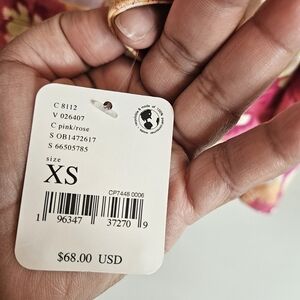 C 8112
V 026407
C pink/rose
S OB1472617
S 66505785
size
XS
CP7448 0006
1 96347 37270 9
$68.00 USD